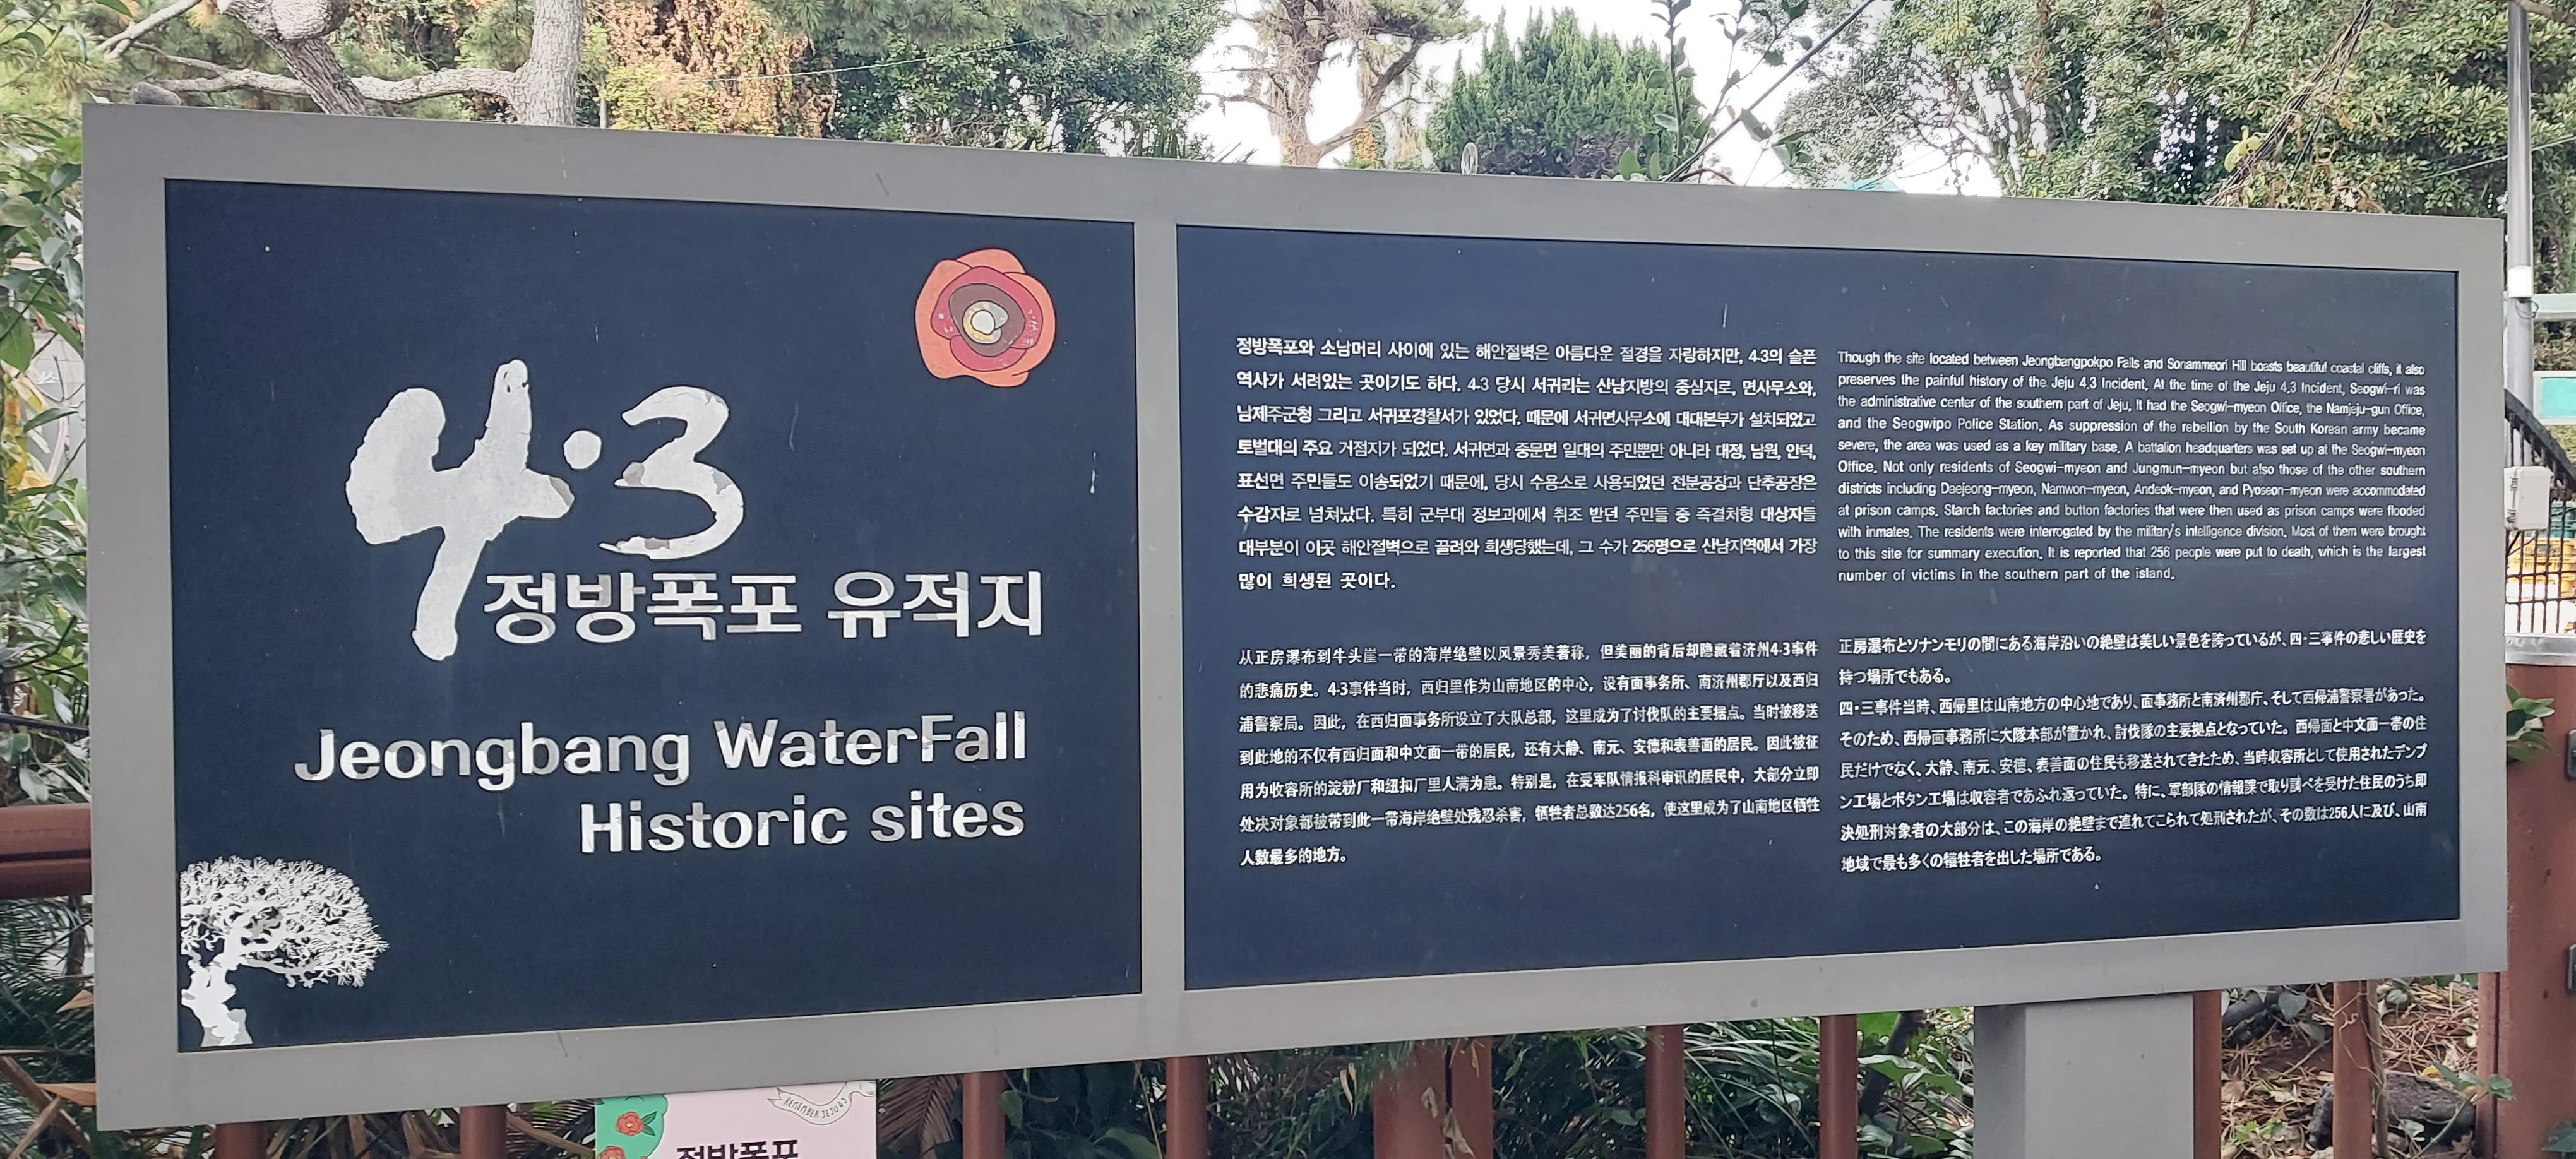 4·3
정방폭포 유적지
Jeongbang WaterFall
Historic sites
정방폭포와 소남머리 사이에 있는 해안절벽은 아름다운 절경을 자랑하지만, 4·3의 슬픈
역사가 서려있는 곳이기도 하다. 4·3 당시 서귀리는 산남지방의 중심지로, 면사무소와,
남제주군청 그리고 서귀포경찰서가 있었다. 때문에 서귀면사무소에 대대본부가 설치되었고
토벌대의 주요 거점지가 되었다. 서귀면과 중문면 일대의 주민뿐만 아니라 대정, 남원, 안덕,
표선면 주민들도 이송되었기 때문에, 당시 수용소로 사용되었던 전분공장과 단추공장은
수감자로 넘쳐났다. 특히 군부대 정보과에서 취조 받던 주민들 중 즉결처형 대상자들
대부분이 이곳 해안절벽으로 끌려와 희생당했는데, 그 수가 256명으로 산남지역에서 가장
많이 희생된 곳이다.
Though the site located between Jeongbangpokpo Falls and Sonammeori Hill boasts beautiful coastal cliffs, it also
preserves the painful history of the Jeju 4.3 Incident. At the time of the Jeju 4.3 Incident, Seogwi-ri was
the administrative center of the southern part of Jeju. It had the Seogwi-myeon Office, the Namjeju-gun Office,
and the Seogwipo Police Station. As suppression of the rebellion by the South Korean army became
severe, the area was used as a key military base. A battalion headquarters was set up at the Seogwi-myeon
Office. Not only residents of Seogwi-myeon and Jungmun-myeon but also those of the other southern
districts including Daejeong-myeon, Namwon-myeon, Andeok-myeon, and Pyoseon-myeon were accommodated
at prison camps. Starch factories and button factories that were then used as prison camps were flooded
with inmates. The residents were interrogated by the military's intelligence division. Most of them were brought
to this site for summary execution. It is reported that 256 people were put to death, which is the largest
number of victims in the southern part of the island.
从正房瀑布到牛头崖一带的海岸绝壁以风景秀美著称，但美丽的背后却隐藏着济州4·3事件
的悲痛历史。4·3事件当时，西归里作为山南地区的中心，设有面事务所、南济州郡厅以及西归
浦警察局。因此，在西归面事务所设立了大队总部，这里成为了讨伐队的主要据点。当时被移送
到此地的不仅有西归面和中文面一带的居民，还有大静、南元、安德和表善面的居民。因此被征
用为收容所的淀粉厂和纽扣厂里人满为患。特别是，在受军队情报科审讯的居民中，大部分立即
处决对象都被带到此一带海岸绝壁处残忍杀害，牺牲者总数达256名，使这里成为了山南地区牺牲
人数最多的地方。
正房瀑布とソナンモリの間にある海岸沿いの絶壁は美しい景色を誇っているが、四・三事件の悲しい歴史を
持つ場所でもある。
四・三事件当時、西帰里は山南地方の中心地であり、面事務所と南済州郡庁、そして西帰浦警察署があった。
そのため、西帰面事務所に大隊本部が置かれ、討伐隊の主要拠点となっていた。西帰面と中文面一帯の住
民だけでなく、大静、南元、安徳、表善面の住民も移送されてきたため、当時収容所として使用されたデンプ
ン工場とボタン工場は収容者であふれ返っていた。特に、軍部隊の情報課で取り調べを受けた住民のうち即
決処刑対象者の大部分は、この海岸の絶壁まで連れてこられて処刑されたが、その数は256人に及び、山南
地域で最も多くの犠牲者を出した場所である。
REMEMBER JEJU 4.3
정방폭포